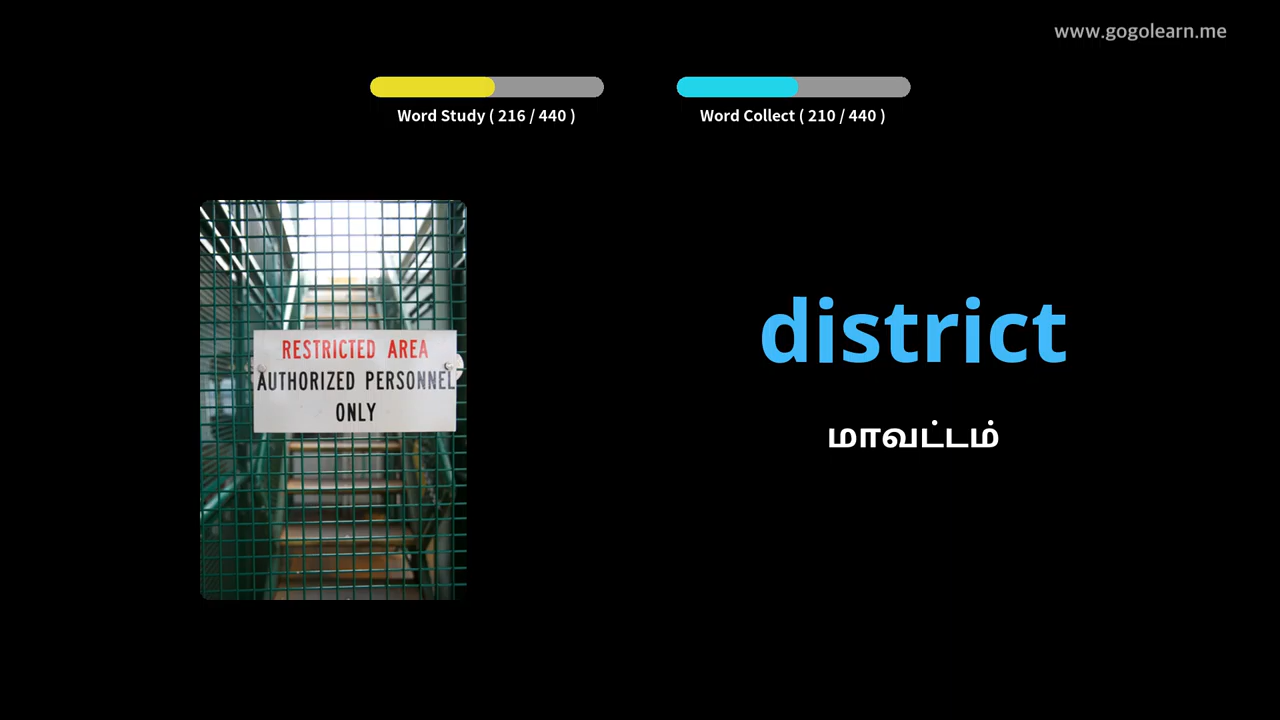 www.gogolearn.me
Word Study ( 216 / 440 )
Word Collect ( 210 / 440 )
RESTRICTED AREA
AUTHORIZED PERSONNEL
ONLY
district
மாவட்டம்